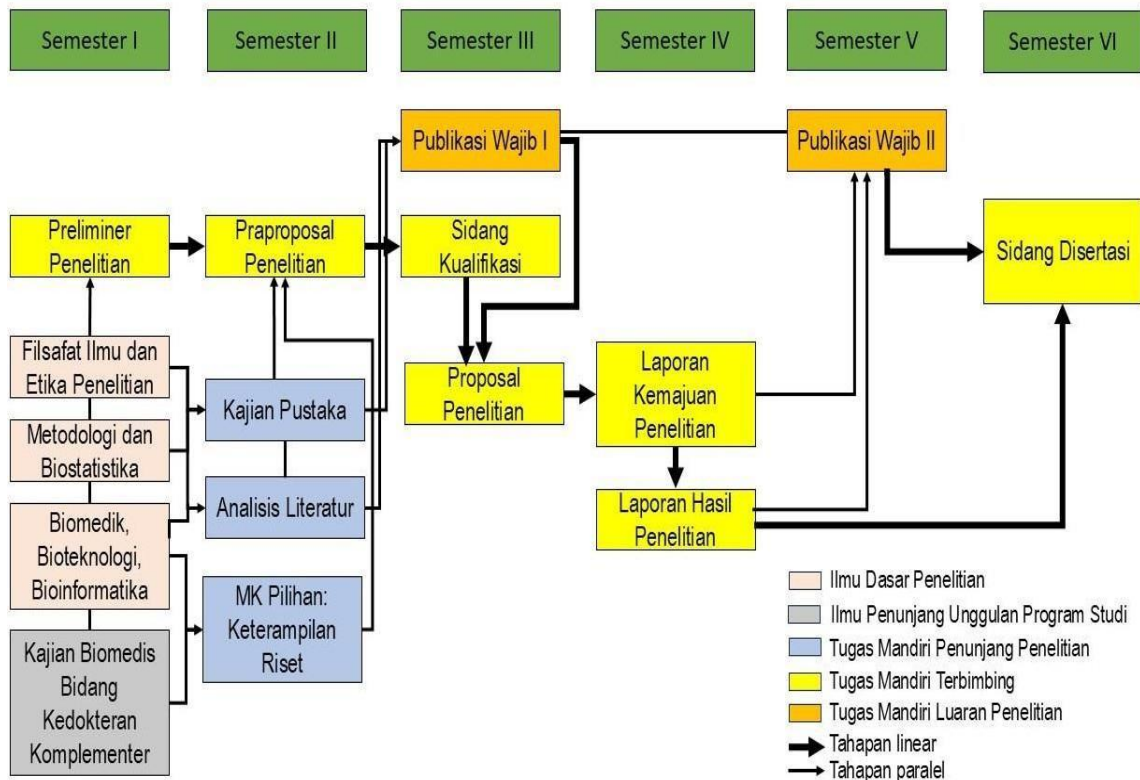 Semester I
Semester II
Semester III
Semester IV
Semester V
Semester VI
Publikasi Wajib I
Publikasi Wajib II
Preliminer
Penelitian
Praproposal
Penelitian
Sidang
Kualifikasi
Sidang Disertasi
Filsafat Ilmu dan
Etika Penelitian
Kajian Pustaka
Proposal
Penelitian
Laporan
Kemajuan
Penelitian
Metodologi dan
Biostatistika
Analisis Literatur
Laporan Hasil
Penelitian
Biomedik,
Bioteknologi,
Bioinformatika
MK Pilihan:
Keterampilan
Riset
Kajian Biomedis
Bidang
Kedokteran
Komplementer
Ilmu Dasar Penelitian
Ilmu Penunjang Unggulan Program Studi
Tugas Mandiri Penunjang Penelitian
Tugas Mandiri Terbimbing
Tugas Mandiri Luaran Penelitian
Tahapan linear
Tahapan paralel